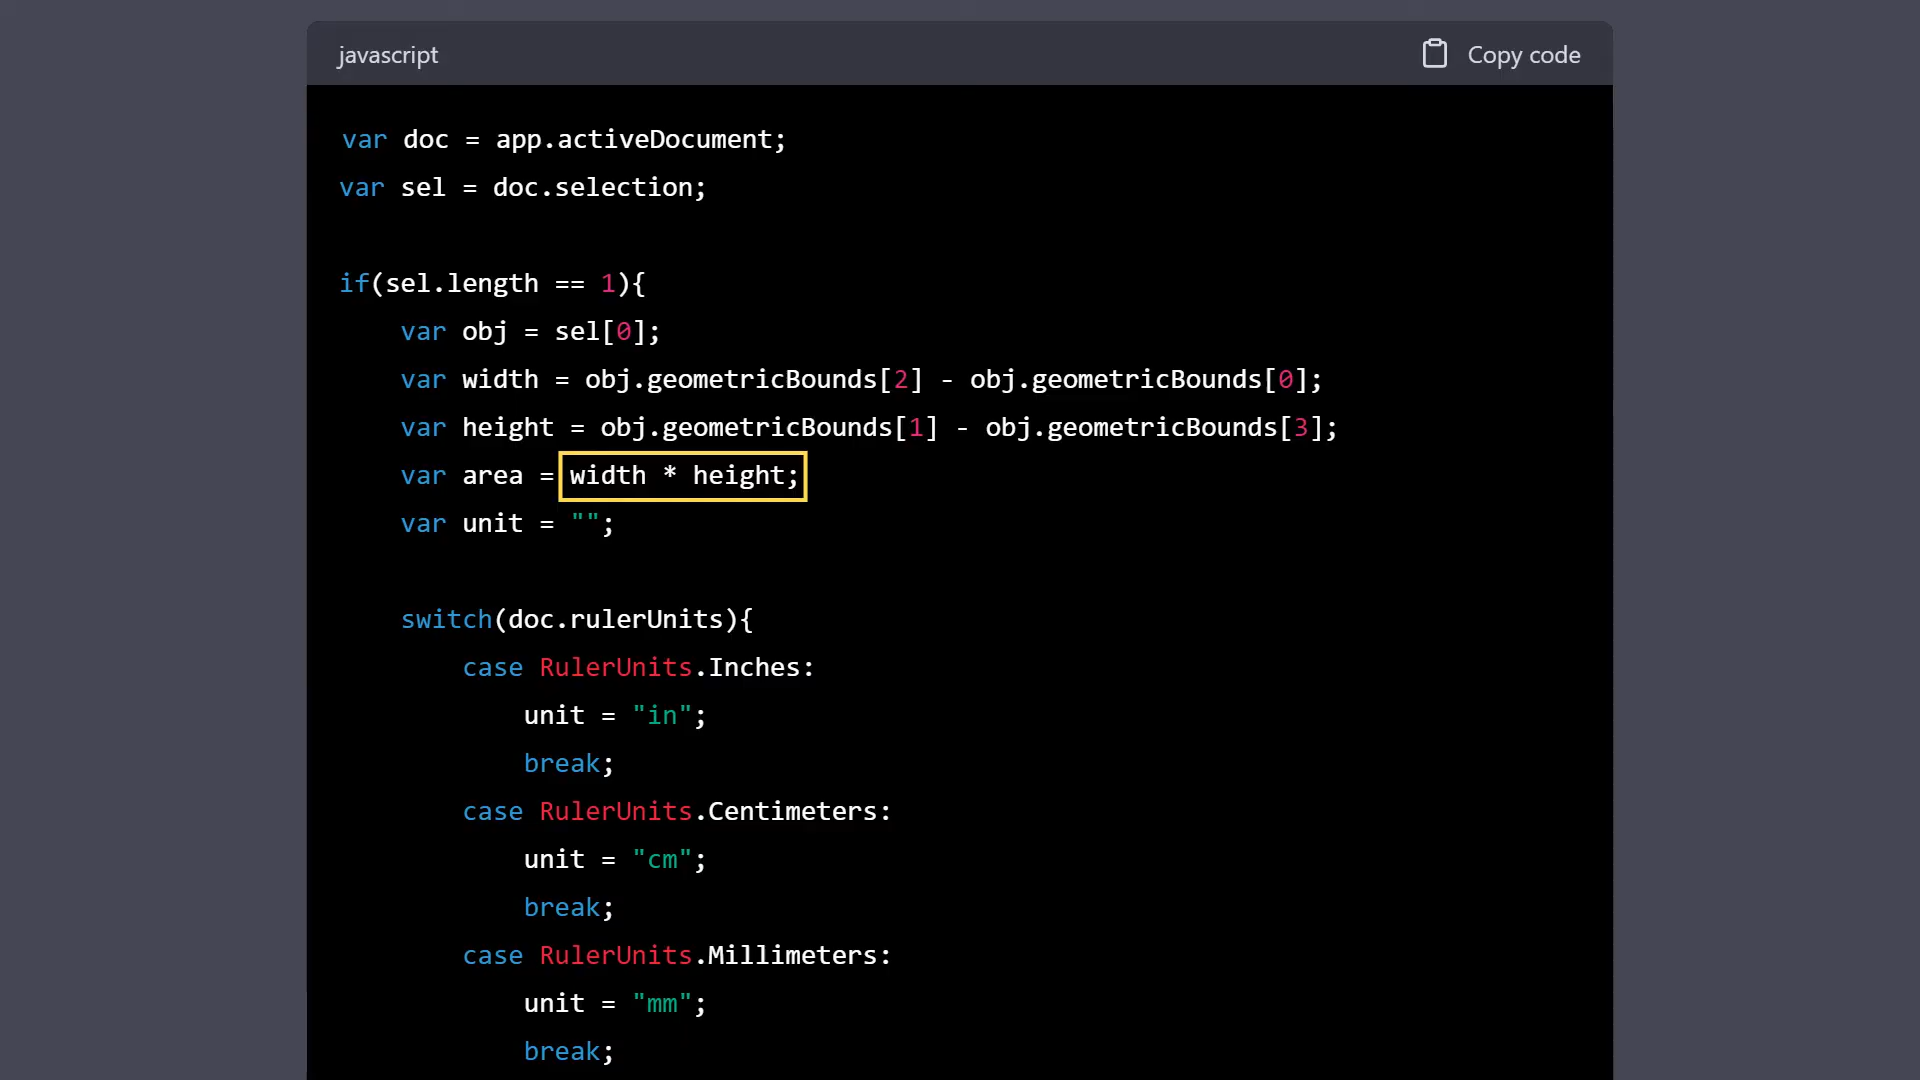 javascript
Copy code
var doc = app.activeDocument;
var sel = doc.selection;
if(sel.length == 1){
var obj = sel[0];
var width = obj.geometricBounds[2] - obj.geometricBounds[0];
var height = obj.geometricBounds[1] - obj.geometricBounds[3];
var area = width * height;
var unit = "";
switch(doc.rulerUnits){
case RulerUnits.Inches:
unit = "in";
break;
case RulerUnits.Centimeters:
unit = "cm";
break;
case RulerUnits.Millimeters:
unit = "mm";
break;